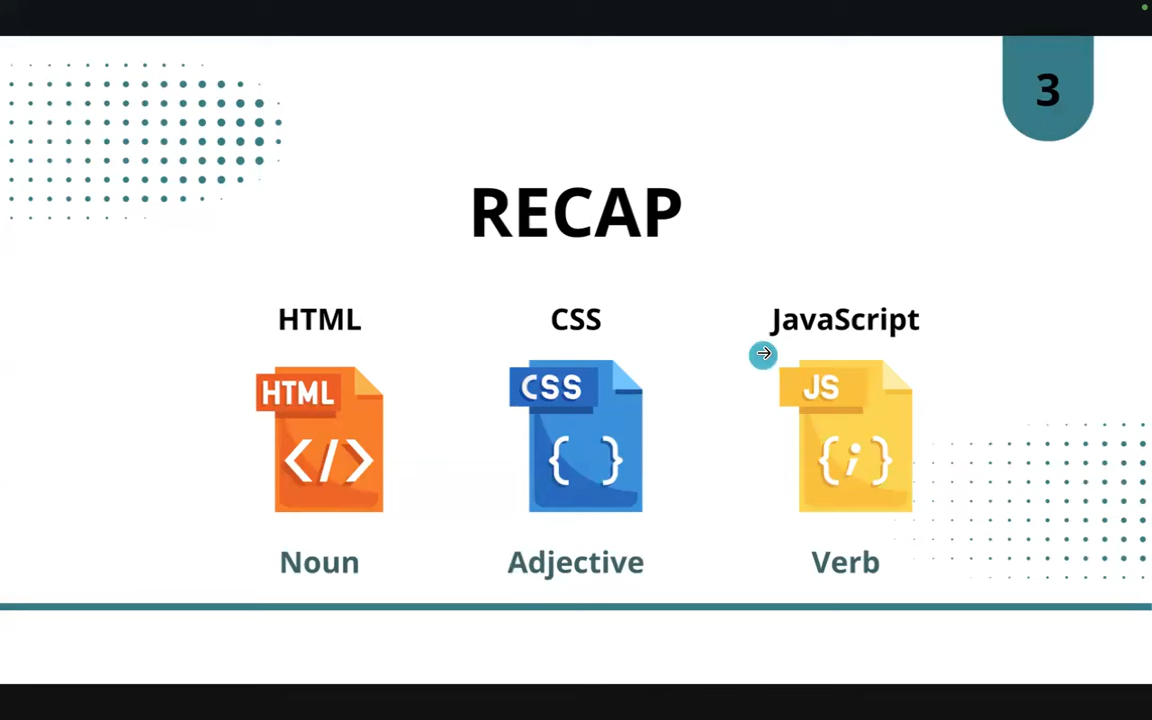 3
RECAP
HTML
CSS
JavaScript
HTML
</>
CSS
{ }
JS
{;}
Noun
Adjective
Verb